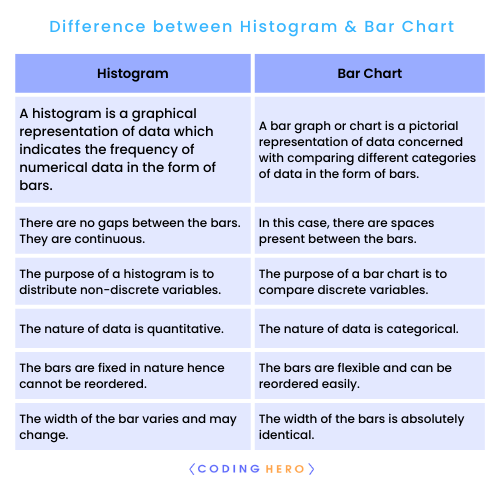 Difference between Histogram & Bar Chart
Histogram
Bar Chart
A histogram is a graphical
representation of data which
indicates the frequency of
numerical data in the form of
bars.
A bar graph or chart is a pictorial
representation of data concerned
with comparing different categories
of data in the form of bars.
There are no gaps between the bars.
They are continuous.
In this case, there are spaces
present between the bars.
The purpose of a histogram is to
distribute non-discrete variables.
The purpose of a bar chart is to
compare discrete variables.
The nature of data is quantitative.
The nature of data is categorical.
The bars are fixed in nature hence
cannot be reordered.
The bars are flexible and can be
reordered easily.
The width of the bar varies and may
change.
The width of the bars is absolutely
identical.
CODING HERO